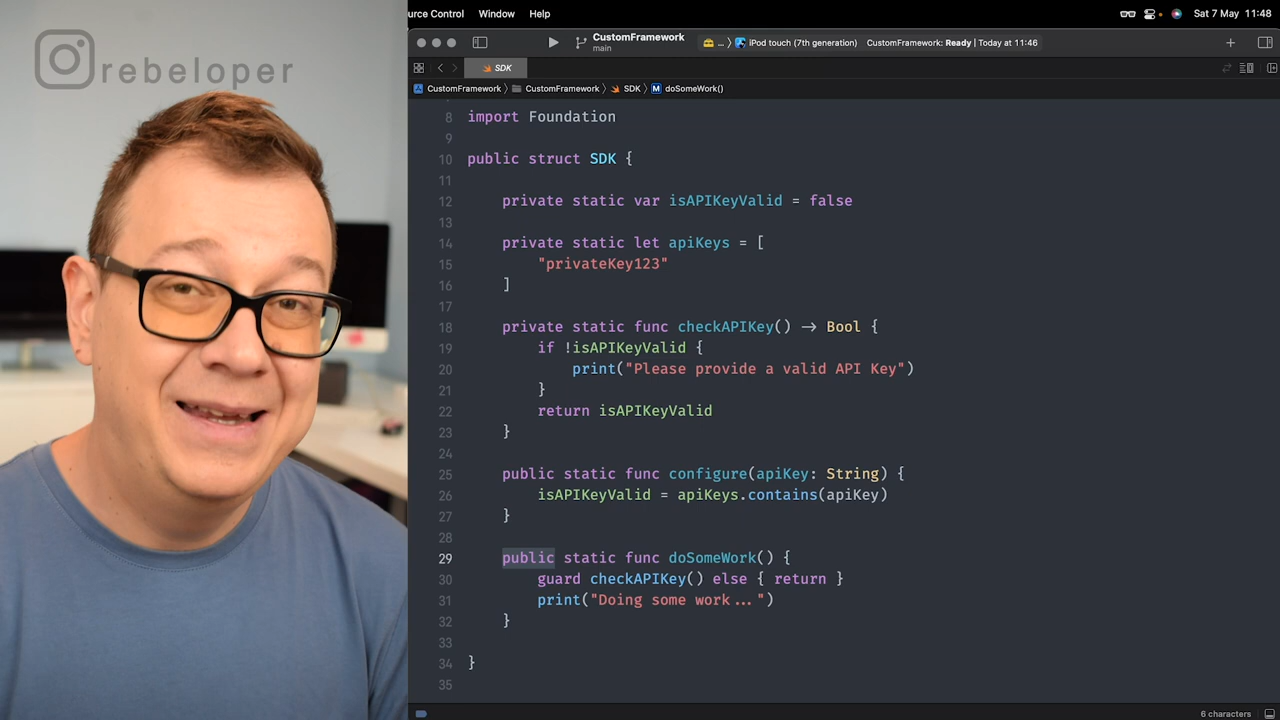 rebeloper
urce Control Window Help Sat 7 May 11:48
CustomFramework
main
... iPod touch (7th generation) CustomFramework: Ready | Today at 11:46
SDK
CustomFramework CustomFramework SDK M doSomeWork()
8 import Foundation
9
10 public struct SDK {
11
12 private static var isAPIKeyValid = false
13
14 private static let apiKeys = [
15 "privateKey123"
16 ]
17
18 private static func checkAPIKey() -> Bool {
19 if !isAPIKeyValid {
20 print("Please provide a valid API Key")
21 }
22 return isAPIKeyValid
23 }
24
25 public static func configure(apiKey: String) {
26 isAPIKeyValid = apiKeys.contains(apiKey)
27 }
28
29 public static func doSomeWork() {
30 guard checkAPIKey() else { return }
31 print("Doing some work...")
32 }
33
34 }
35
6 characters